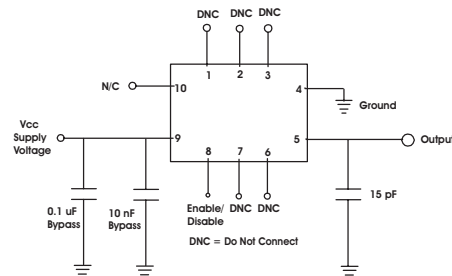 DNC DNC DNC
1 2 3
N/C 10
4
Ground
Vcc
Supply
Voltage
9
5
Output
8 7 6
0.1 uF
Bypass
10 nF
Bypass
Enable/
Disable
DNC DNC
15 pF
DNC = Do Not Connect